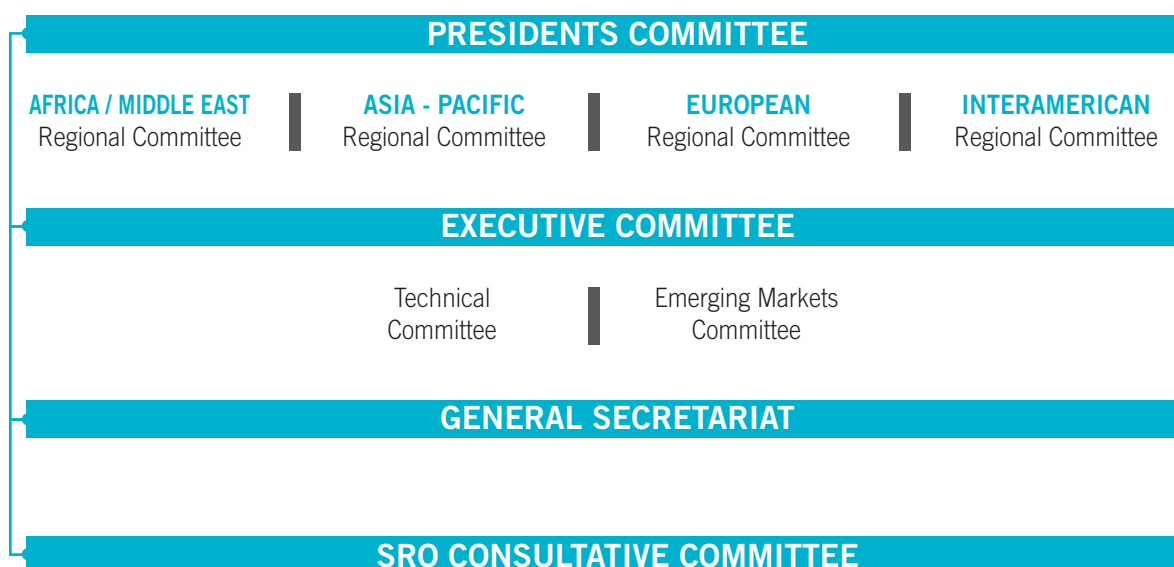 PRESIDENTS COMMITTEE
AFRICA / MIDDLE EAST
Regional Committee
ASIA - PACIFIC
Regional Committee
EUROPEAN
Regional Committee
INTERAMERICAN
Regional Committee
EXECUTIVE COMMITTEE
Technical
Committee
Emerging Markets
Committee
GENERAL SECRETARIAT
SRO CONSULTATIVE COMMITTEE